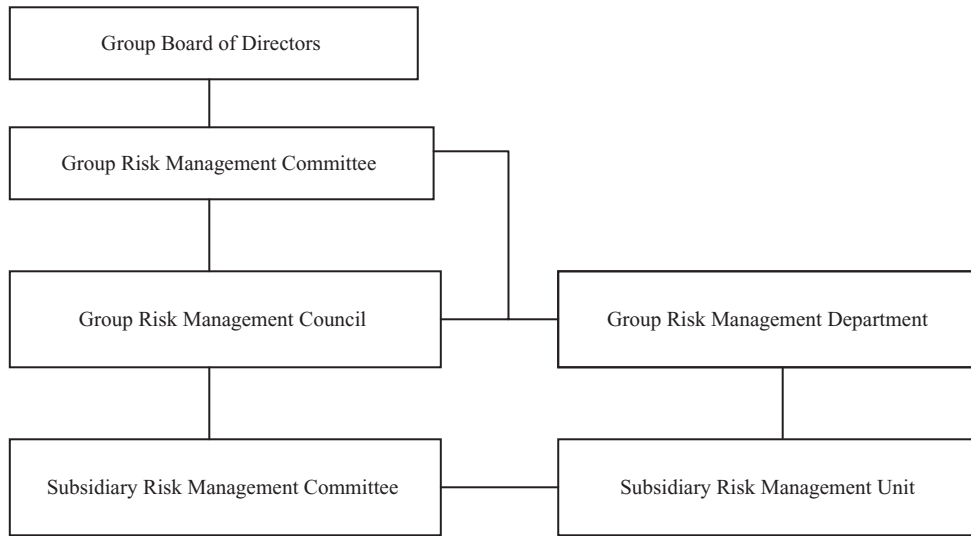 Group Board of Directors
Group Risk Management Committee
Group Risk Management Council
Group Risk Management Department
Subsidiary Risk Management Committee
Subsidiary Risk Management Unit